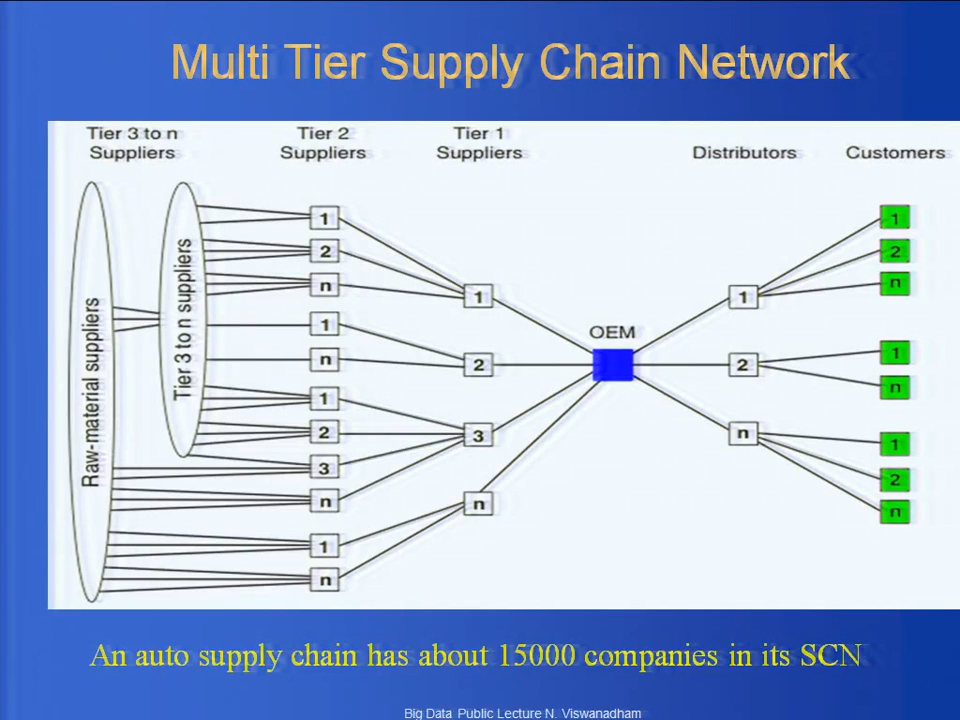 Multi Tier Supply Chain Network
Tier 3 to n
Suppliers
Tier 2
Suppliers
Tier 1
Suppliers
Distributors
Customers
Raw-material suppliers
Tier 3 to n suppliers
1
2
n
1
n
1
2
3
n
1
n
1
2
3
n
OEM
1
2
n
1
2
n
1
n
1
2
n
An auto supply chain has about 15000 companies in its SCN
Big Data Public Lecture N. Viswanadham